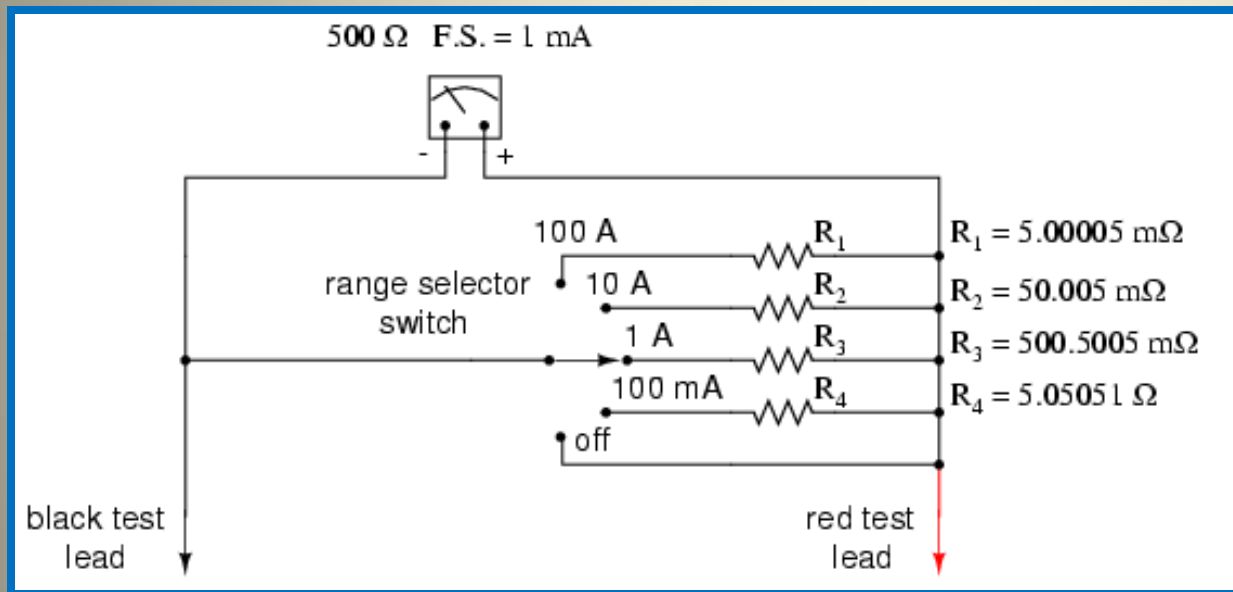 500 Ω F.S. = 1 mA
- +
100 A R₁ R₁ = 5.00005 mΩ
range selector 10 A R₂ R₂ = 50.005 mΩ
switch
1 A R₃ R₃ = 500.5005 mΩ
100 mA R₄ R₄ = 5.05051 Ω
off
black test
lead
red test
lead